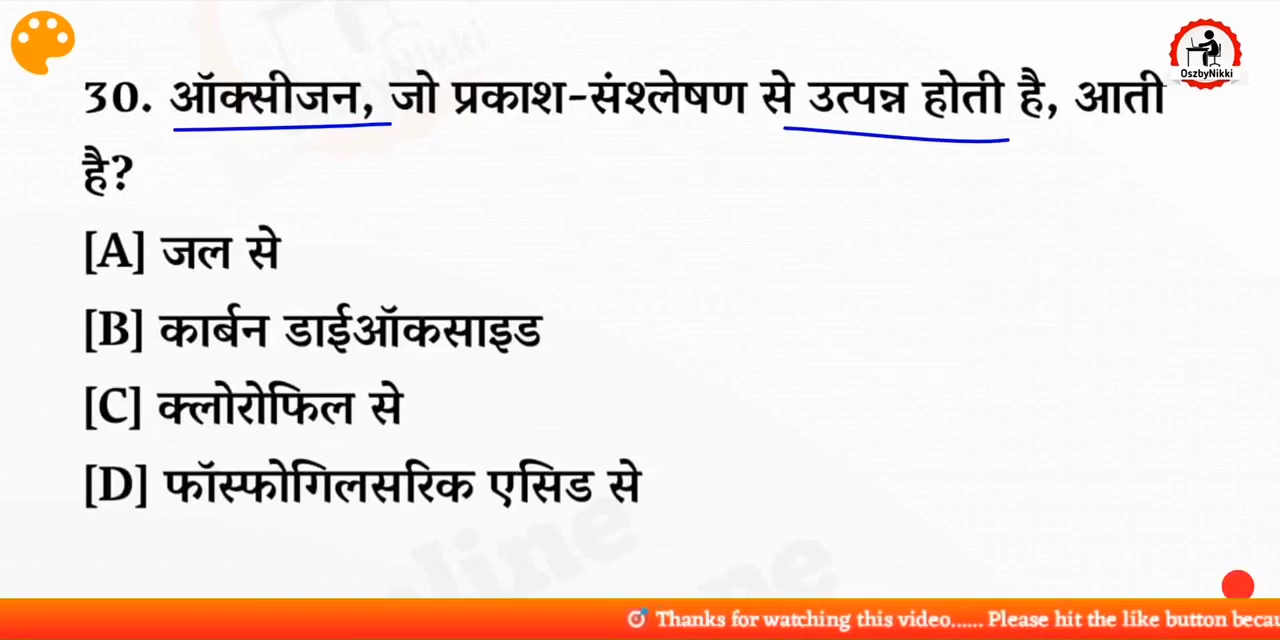 OszbyNikki
30. ऑक्सीजन, जो प्रकाश-संश्लेषण से उत्पन्न होती है, आती
है?
[A] जल से
[B] कार्बन डाईऑकसाइड
[C] क्लोरोफिल से
[D] फॉस्फोगिलसरिक एसिड से
Thanks for watching this video...... Please hit the like button becau